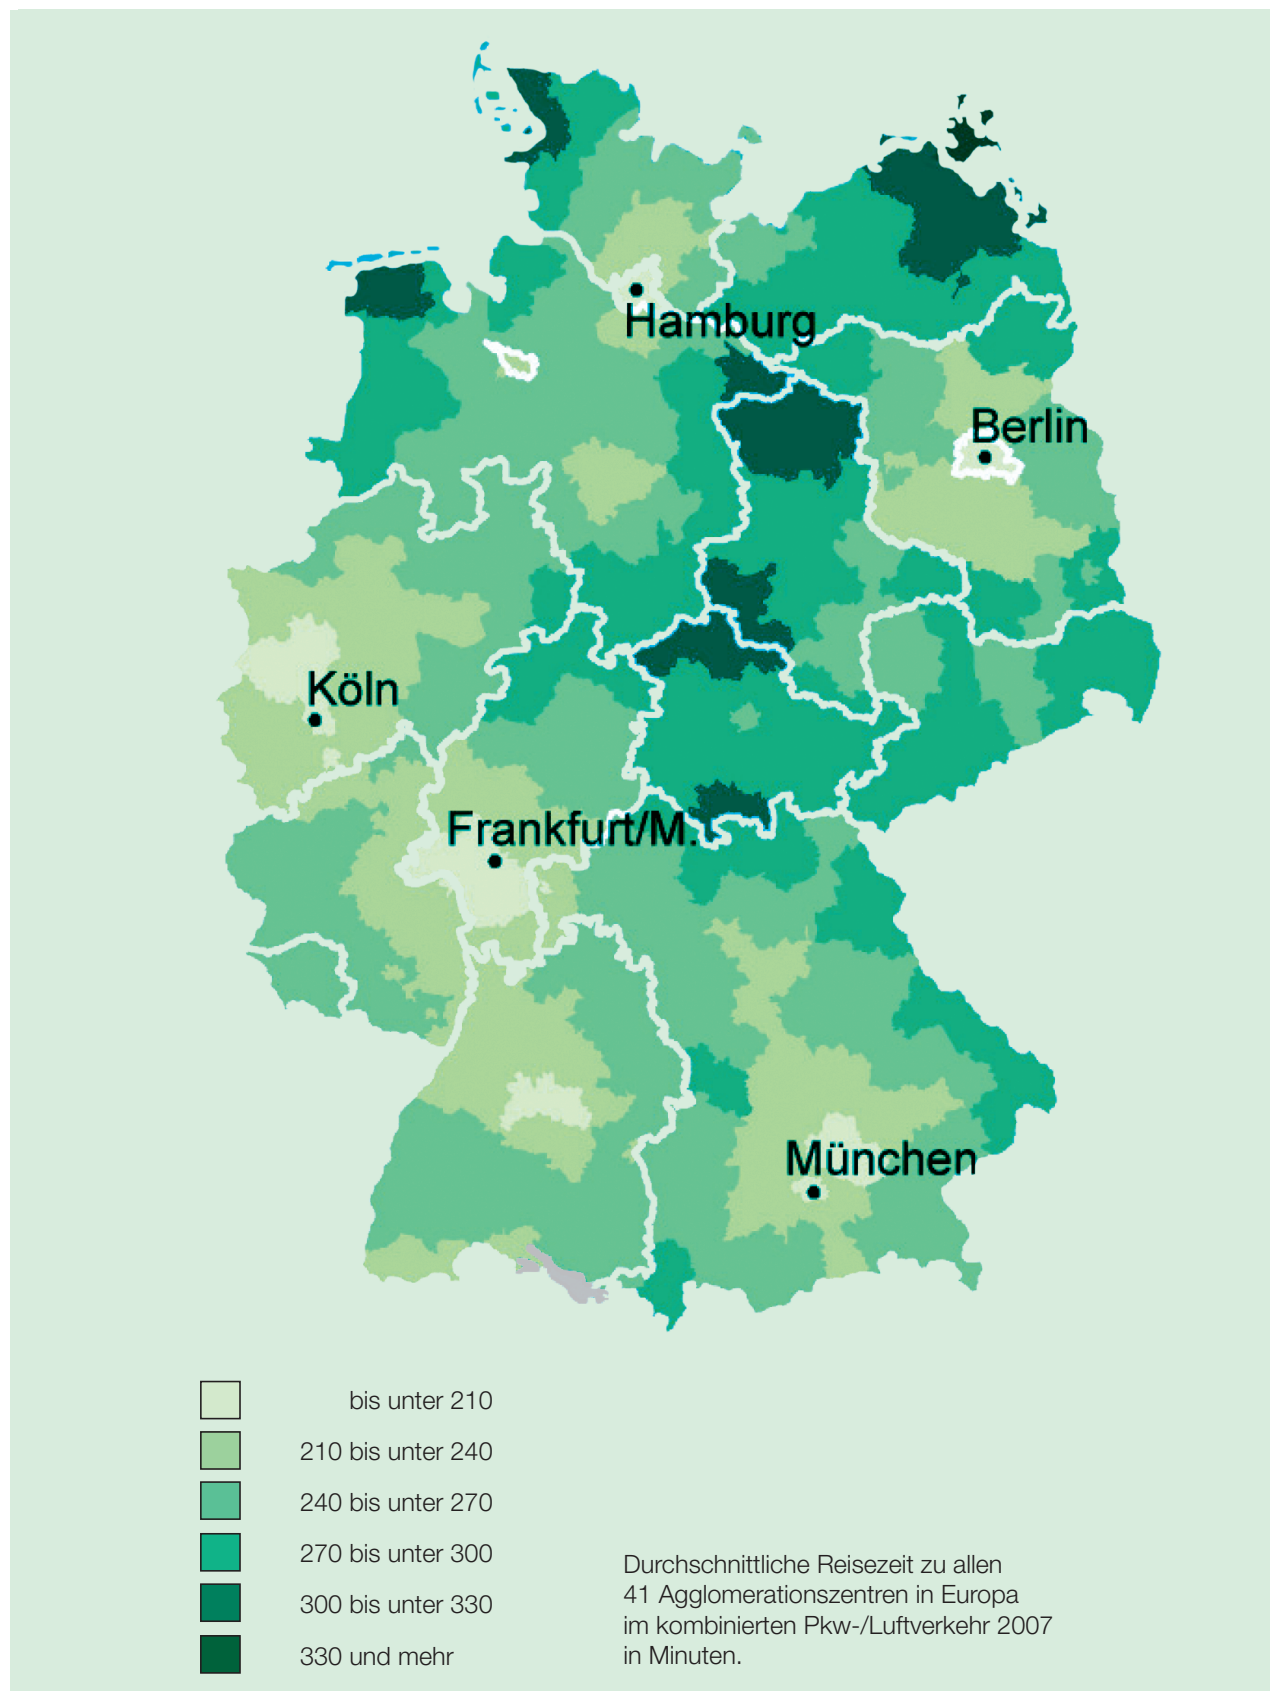 Hamburg
Berlin
Köln
Frankfurt/M.
München
bis unter 210
210 bis unter 240
240 bis unter 270
270 bis unter 300
300 bis unter 330
330 und mehr
Durchschnittliche Reisezeit zu allen
41 Agglomerationszentren in Europa
im kombinierten Pkw-/Luftverkehr 2007
in Minuten.